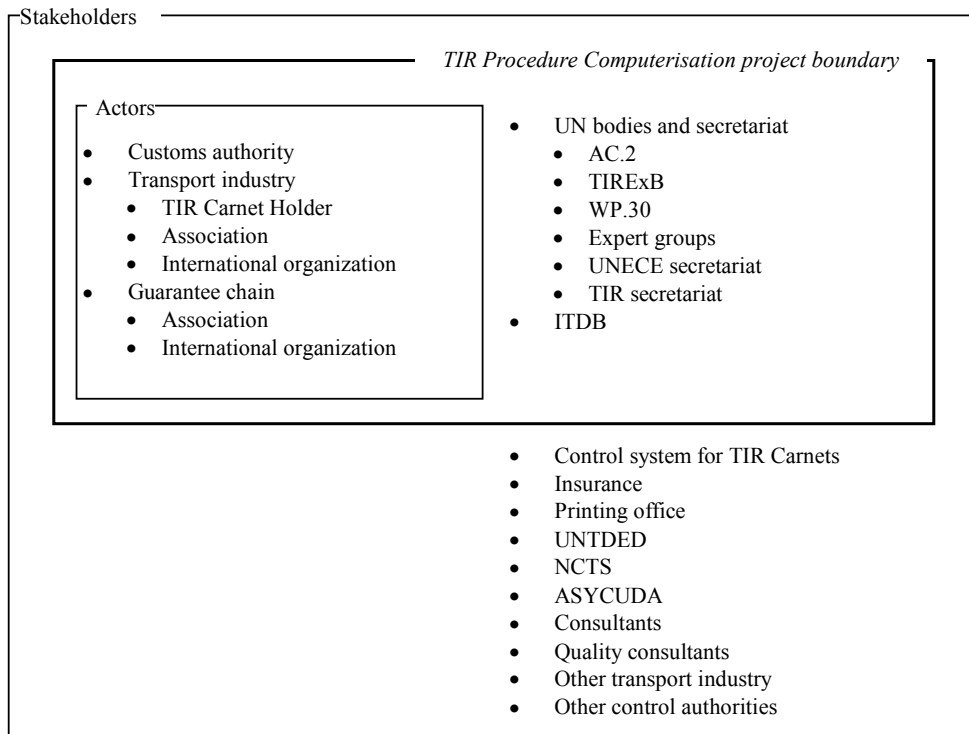 Stakeholders
TIR Procedure Computerisation project boundary
Actors
• Customs authority
• Transport industry
• TIR Carnet Holder
• Association
• International organization
• Guarantee chain
• Association
• International organization
• UN bodies and secretariat
• AC.2
• TIRExB
• WP.30
• Expert groups
• UNECE secretariat
• TIR secretariat
• ITDB
• Control system for TIR Carnets
• Insurance
• Printing office
• UNTDED
• NCTS
• ASYCUDA
• Consultants
• Quality consultants
• Other transport industry
• Other control authorities